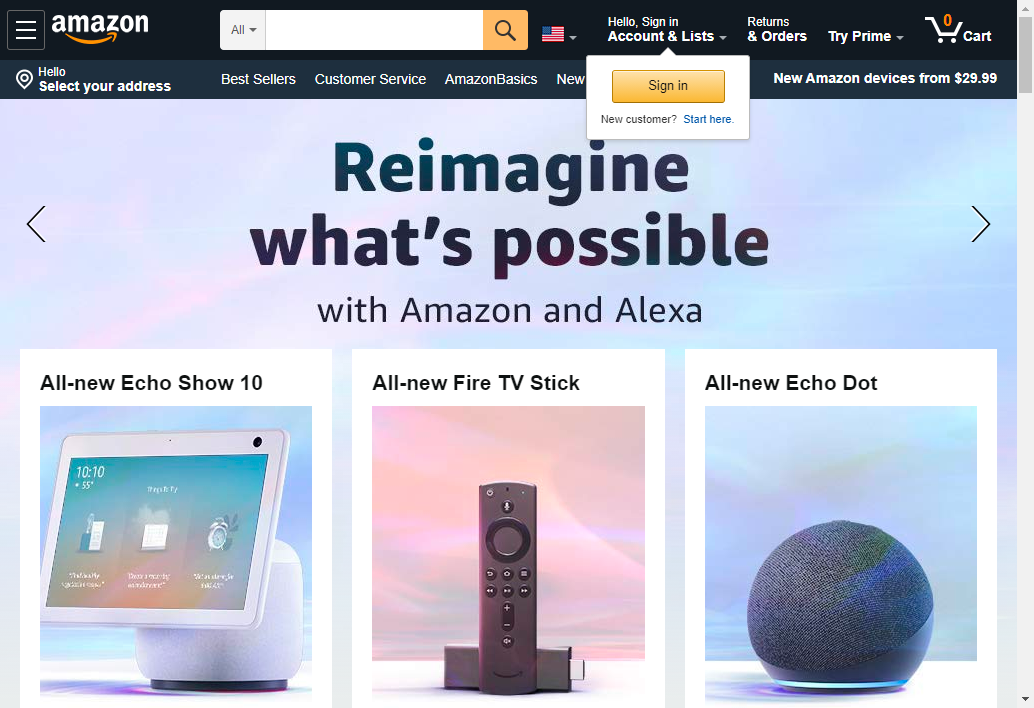 amazon
All
Hello, Sign in
Account & Lists
Returns
& Orders
Try Prime
0
Cart
Hello
Select your address
Best Sellers
Customer Service
AmazonBasics
New
New Amazon devices from $29.99
Sign in
New customer? Start here.
Reimagine
what's possible
with Amazon and Alexa
All-new Echo Show 10
All-new Fire TV Stick
All-new Echo Dot
10:10
55°
Things to Try